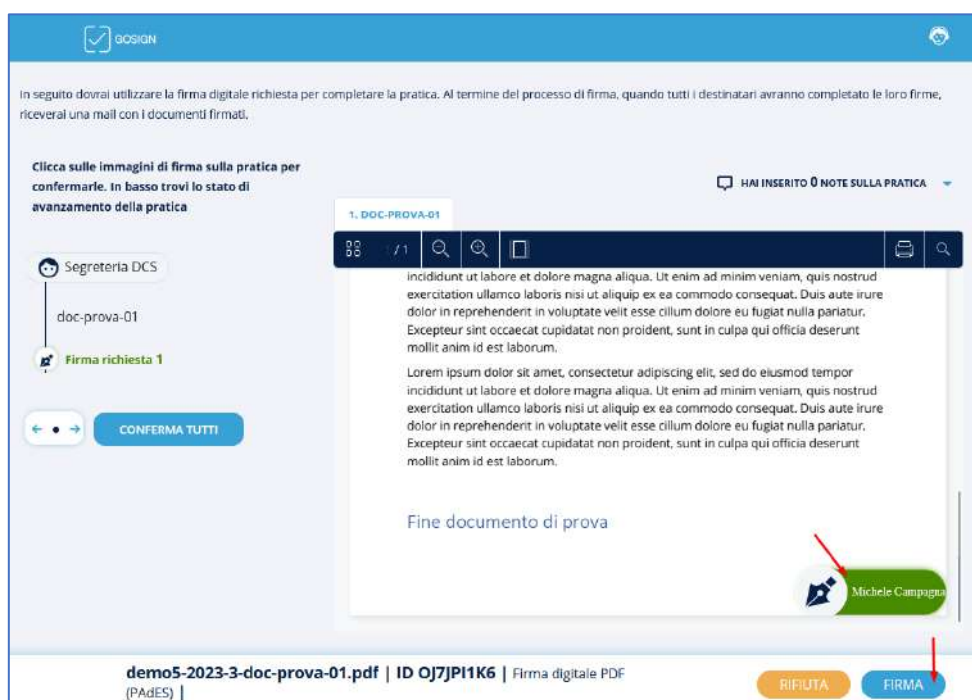 GOSIGN
In seguito dovrai utilizzare la firma digitale richiesta per completare la pratica. Al termine del processo di firma, quando tutti i destinatari avranno completato le loro firme,
riceverai una mail con i documenti firmati.
Clicca sulle immagini di firma sulla pratica per
confermarle. In basso trovi lo stato di
avanzamento della pratica
HAI INSERITO 0 NOTE SULLA PRATICA
Segreteria DCS
doc-prova-01
Firma richiesta 1
CONFERMA TUTTI
1. DOC-PROVA-01
1 / 1
incididunt ut labore et dolore magna aliqua. Ut enim ad minim veniam, quis nostrud
exercitation ullamco laboris nisi ut aliquip ex ea commodo consequat. Duis aute irure
dolor in reprehenderit in voluptate velit esse cillum dolore eu fugiat nulla pariatur.
Excepteur sint occaecat cupidatat non proident, sunt in culpa qui officia deserunt
mollit anim id est laborum.
Lorem ipsum dolor sit amet, consectetur adipiscing elit, sed do eiusmod tempor
incididunt ut labore et dolore magna aliqua. Ut enim ad minim veniam, quis nostrud
exercitation ullamco laboris nisi ut aliquip ex ea commodo consequat. Duis aute irure
dolor in reprehenderit in voluptate velit esse cillum dolore eu fugiat nulla pariatur.
Excepteur sint occaecat cupidatat non proident, sunt in culpa qui officia deserunt
mollit anim id est laborum.
Fine documento di prova
Michele Campagna
demo5-2023-3-doc-prova-01.pdf | ID OJ7JPI1K6 | Firma digitale PDF
(PAdES) |
RIFIUTA
FIRMA